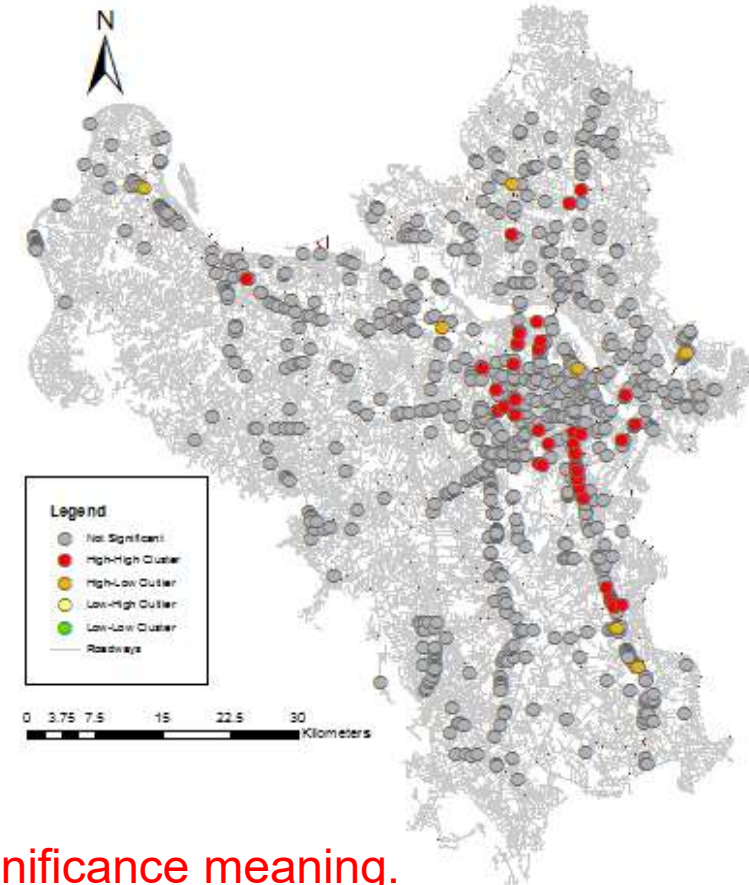 N
Legend
Not Significant
High-High Cluster
High-Low Outlier
Low-High Outlier
Low-Low Cluster
Roadways
0 3.75 7.5 15 22.5 30
Kilometers
nificance meaning.